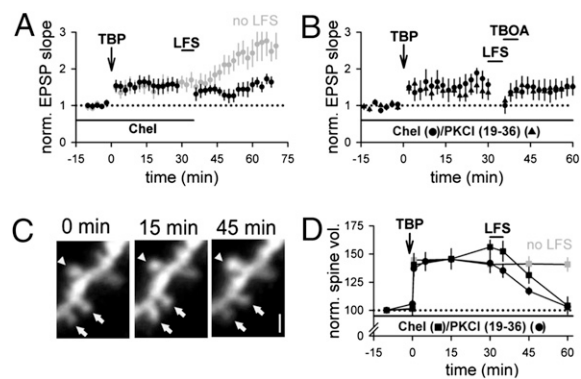 A
no LFS
TBP
LFS
norm. EPSP slope
3
2
1
0
Chel
-15 0 15 30 45 60 75
time (min)
B
TBOA
TBP
LFS
norm. EPSP slope
3
2
1
0
Chel (●)/PKCI (19-36) (▲)
-15 0 15 30 45 60
time (min)
C
0 min 15 min 45 min
D
TBP
LFS
no LFS
norm. spine vol.
175
150
125
100
0
Chel (■)/PKCI (19-36) (●)
-15 0 15 30 45 60
time (min)